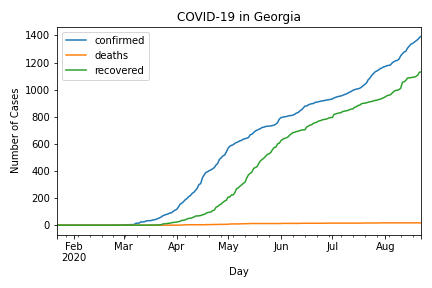 COVID-19 in Georgia
confirmed
deaths
recovered
Number of Cases
1400
1200
1000
800
600
400
200
0
Feb Mar Apr May Jun Jul Aug
2020
Day